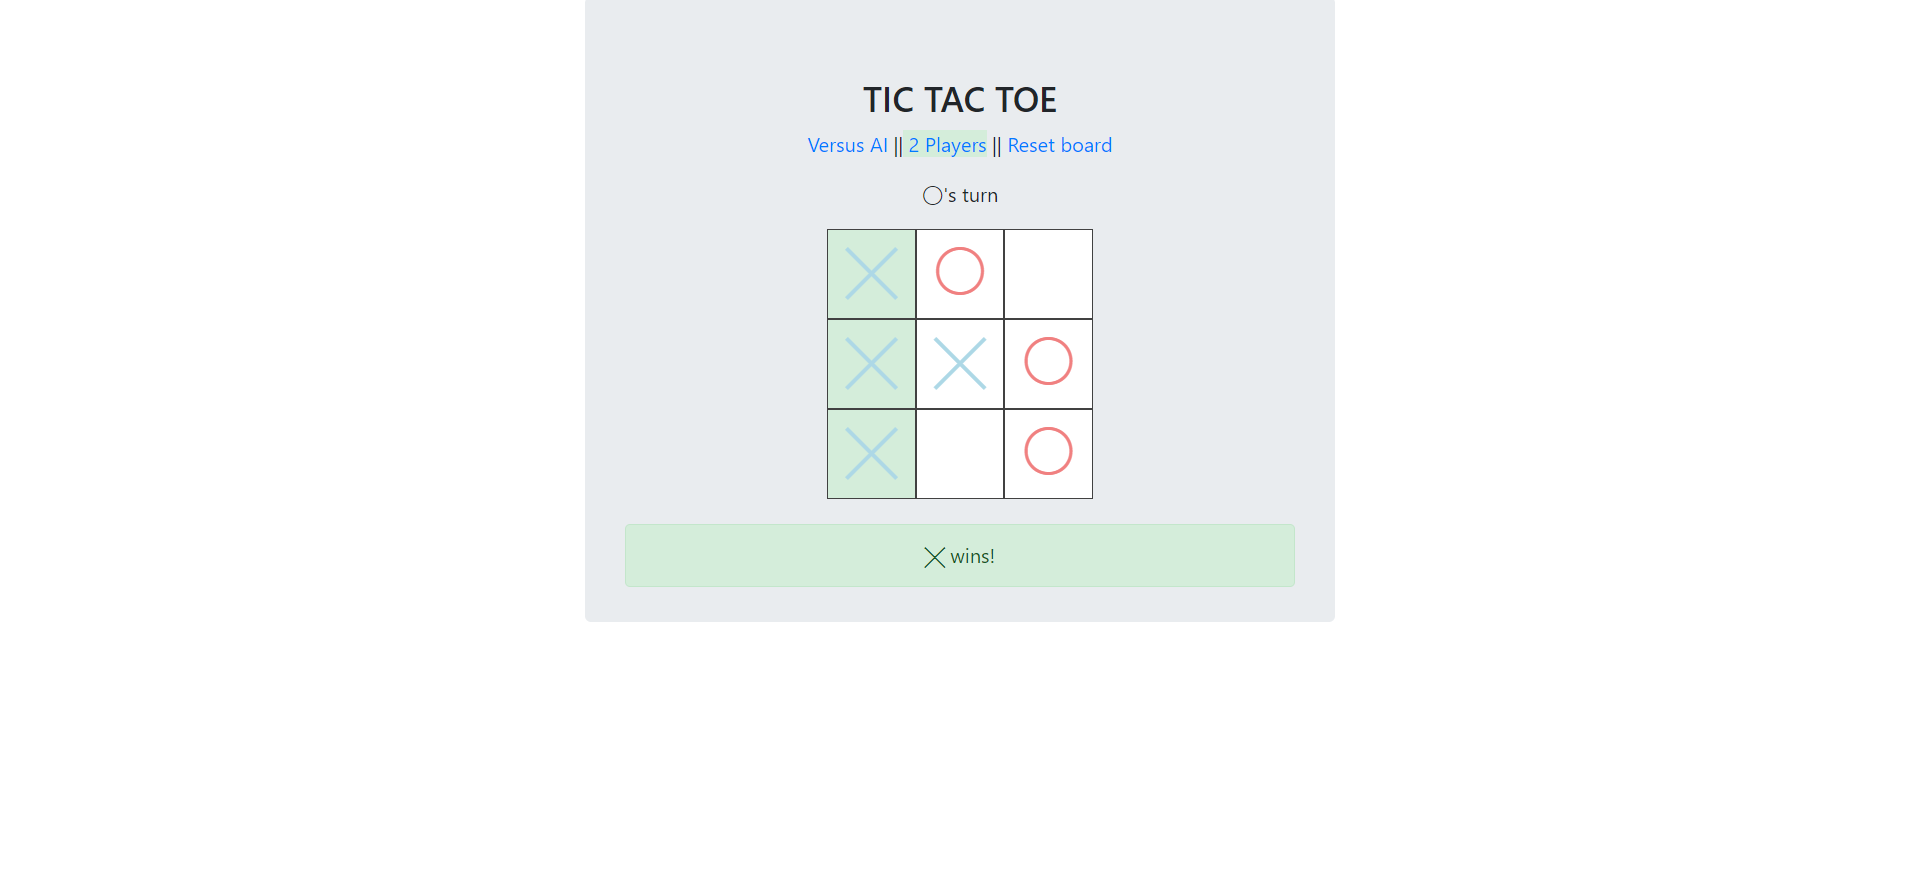 TIC TAC TOE
Versus AI || 2 Players || Reset board
◯'s turn
╳ ◯
╳ ╳ ◯
╳ ◯
╳ wins!